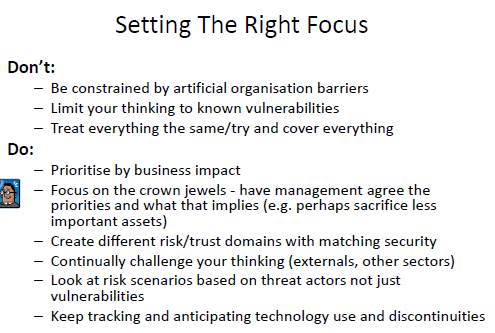 Setting The Right Focus
Don't:
– Be constrained by artificial organisation barriers
– Limit your thinking to known vulnerabilities
– Treat everything the same/try and cover everything
Do:
– Prioritise by business impact
– Focus on the crown jewels - have management agree the
priorities and what that implies (e.g. perhaps sacrifice less
important assets)
– Create different risk/trust domains with matching security
– Continually challenge your thinking (externals, other sectors)
– Look at risk scenarios based on threat actors not just
vulnerabilities
– Keep tracking and anticipating technology use and discontinuities